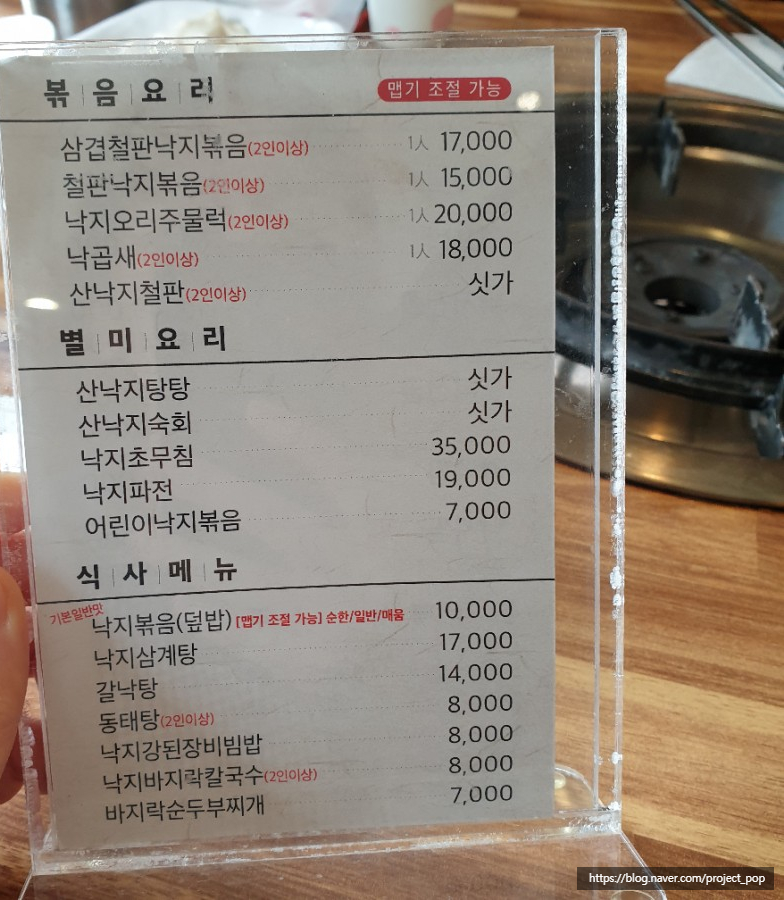 볶음요리 맵기 조절 가능
삼겹철판낙지볶음(2인이상) 1人 17,000
철판낙지볶음(2인이상) 1人 15,000
낙지오리주물럭(2인이상) 1人 20,000
낙곱새(2인이상) 1人 18,000
산낙지철판(2인이상) 싯가
별미요리
산낙지탕탕 싯가
산낙지숙회 싯가
낙지초무침 35,000
낙지파전 19,000
어린이낙지볶음 7,000
식사메뉴
기본일반맛 낙지볶음(덮밥) [맵기 조절 가능] 순한/일반/매움 10,000
낙지삼계탕 17,000
갈낙탕 14,000
동태탕(2인이상) 8,000
낙지강된장비빔밥 8,000
낙지바지락칼국수(2인이상) 8,000
바지락순두부찌개 7,000
https://blog.naver.com/project_pop